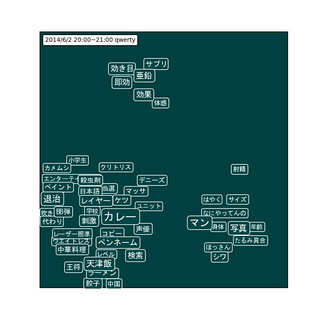 2014/6/2 20:00~21:00 qwerty
サプリ
効き目
亜鉛
即効
効果
体感
小学生
カメムシ
クリトリス
射精
エンターテイ
殺虫剤
デニーズ
ペイント
日本語
当選
マッサ
退治
レイヤー
ケツ
はやく
サイズ
ユニット
吹き
即弾
学校
カレー
なにやってんの
代わり
刺激
マン
身体
写真
年齢
声優
レーザー照準
コピー
ウェイトレス
ペンネーム
たるみ具合
中華料理
ほっさん
レベル
検索
シワ
王将
天津飯
ラーメン
餃子
中国